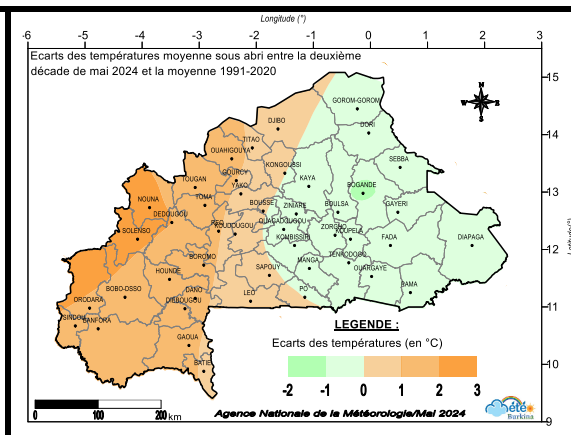 Longitude (°)
-6 -5 -4 -3 -2 -1 0 1 2 3
Ecarts des températures moyenne sous abri entre la deuxième
décade de mai 2024 et la moyenne 1991-2020
15
N
S
GOROM-GOROM
DJIBO
DORI
14
TITAO
OUAHIGOUYA
KONGOUSSI
SEBBA
GOURCY
TOUGAN
YAKO
KAYA
BOGANDE
13
NOUNA
TOMA
BOUSSE
ZINIARE
BOULSA
GAYERI
DEDOUGOU
REO
KOUDOUGOU
OUAGADOUGOU
ZORGHO
KOUPELA
SOLENSO
KOMBISSIRI
FADA
DIAPAGA
12
Latitude(°)
BOROMO
MANGA
TENKODOGO
OUARGAYE
HOUNDE
SAPOUY
BOBO-DSSO
DANO
LEO
PO
PAMA
ORODARA
DIEBOUGOU
11
SINDOU
BANFORA
LEGENDE :
GAOUA
Ecarts des températures (en °C)
BATIE
10
-2 -1 0 1 2 3
0 100 200 km
Agence Nationale de la Météorologie/Mai 2024
météo
Burkina
9